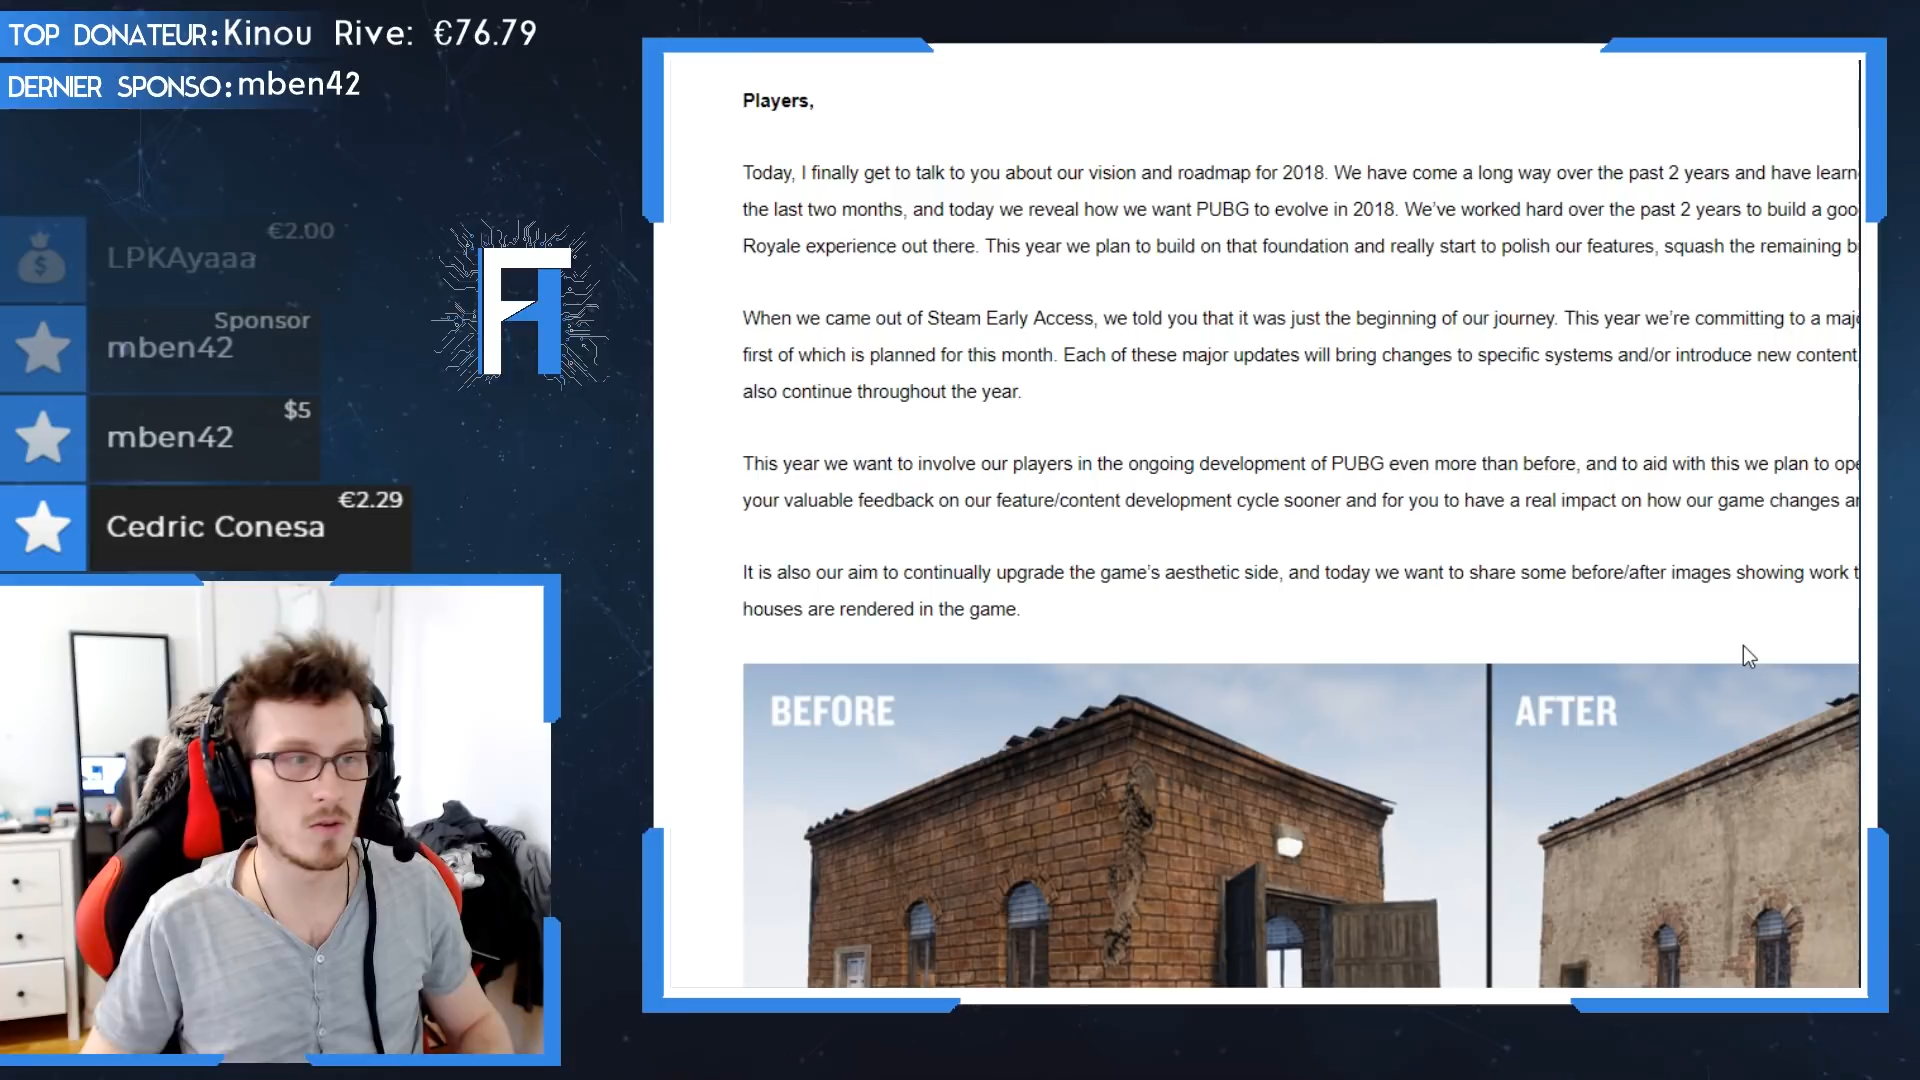 TOP DONATEUR: Kinou Rive: €76.79
DERNIER SPONSO: mben42
€2.00
LPKAyaaa
Sponsor
mben42
$5
mben42
€2.29
Cedric Conesa
Players,
Today, I finally get to talk to you about our vision and roadmap for 2018. We have come a long way over the past 2 years and have learn
the last two months, and today we reveal how we want PUBG to evolve in 2018. We've worked hard over the past 2 years to build a goo
Royale experience out there. This year we plan to build on that foundation and really start to polish our features, squash the remaining b
When we came out of Steam Early Access, we told you that it was just the beginning of our journey. This year we're committing to a majo
first of which is planned for this month. Each of these major updates will bring changes to specific systems and/or introduce new content
also continue throughout the year.
This year we want to involve our players in the ongoing development of PUBG even more than before, and to aid with this we plan to ope
your valuable feedback on our feature/content development cycle sooner and for you to have a real impact on how our game changes ar
It is also our aim to continually upgrade the game's aesthetic side, and today we want to share some before/after images showing work t
houses are rendered in the game.
BEFORE
AFTER